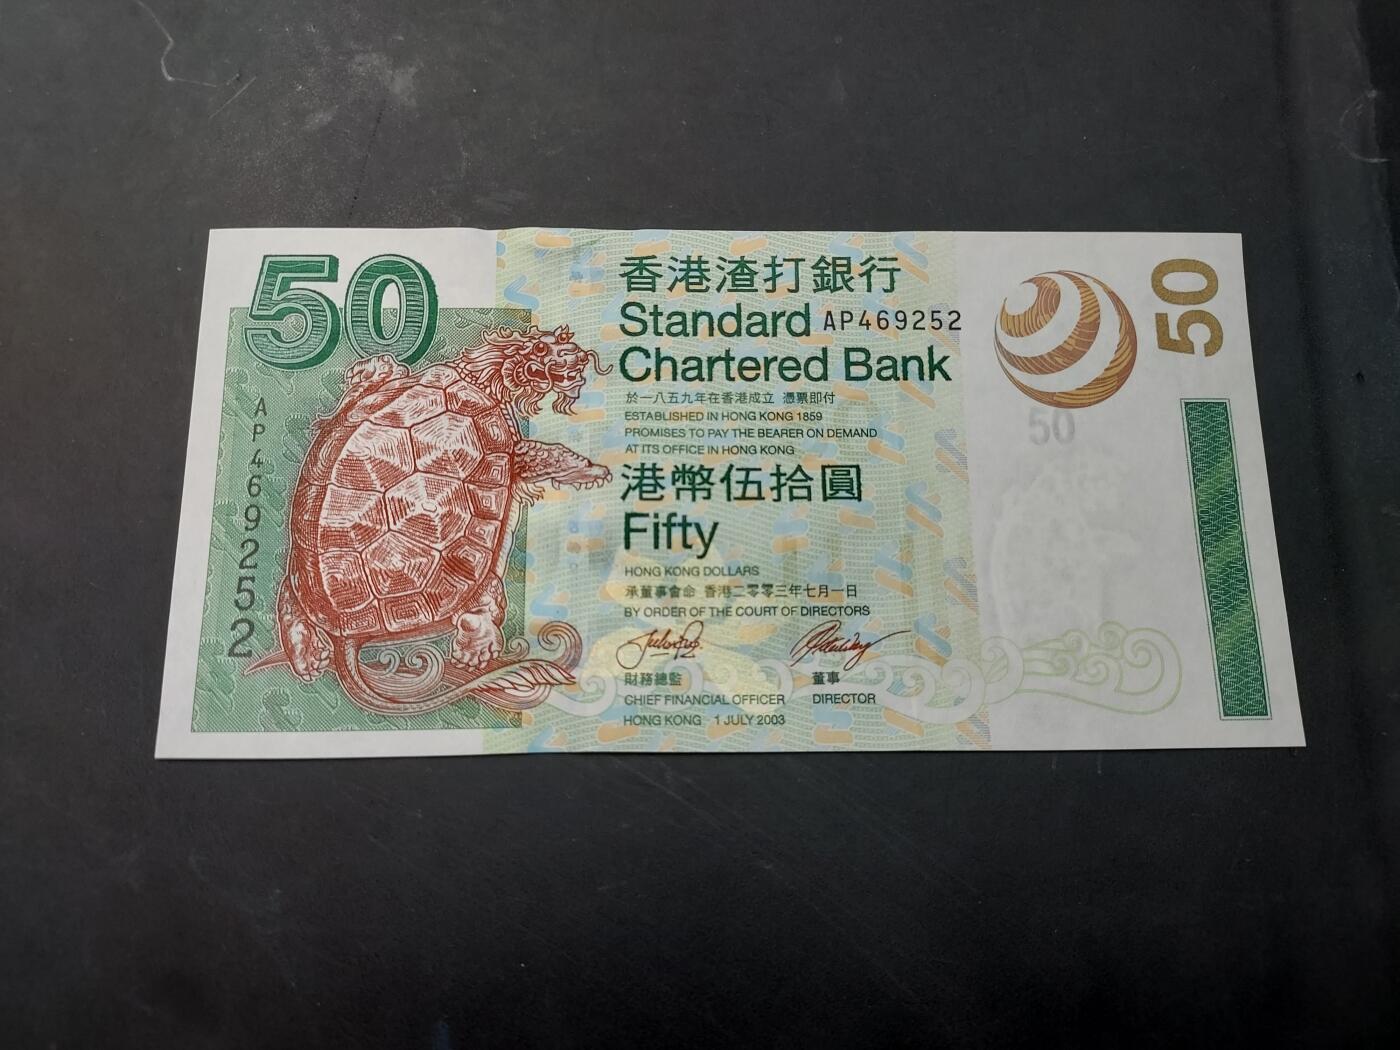 50
AP469252
香港渣打銀行
Standard AP469252
Chartered Bank
於一八五九年在香港成立 憑票即付
ESTABLISHED IN HONG KONG 1859
PROMISES TO PAY THE BEARER ON DEMAND
AT ITS OFFICE IN HONG KONG
港幣伍拾圓
Fifty
HONG KONG DOLLARS
承董事會命 香港二零零三年七月一日
BY ORDER OF THE COURT OF DIRECTORS
財務總監 董事
CHIEF FINANCIAL OFFICER DIRECTOR
HONG KONG 1 JULY 2003
50
50